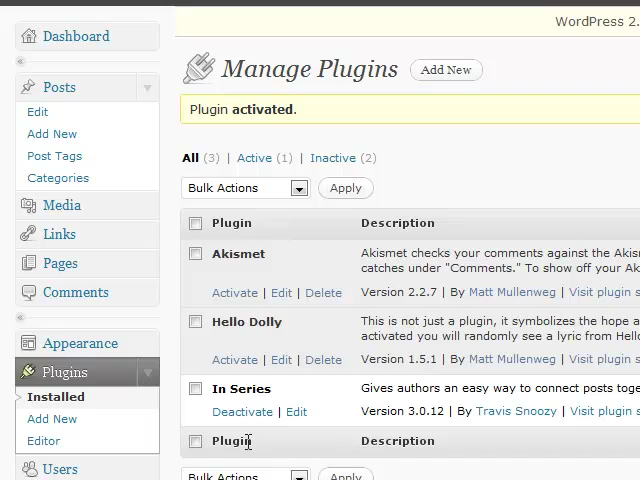 WordPress 2.
Dashboard
Posts
Edit
Add New
Post Tags
Categories
Media
Links
Pages
Comments
Appearance
Plugins
Installed
Add New
Editor
Users
Manage Plugins Add New
Plugin activated.
All (3) | Active (1) | Inactive (2)
Bulk Actions Apply
Plugin Description
Akismet Akismet checks your comments against the Akis
catches under "Comments." To show off your Ak
Activate | Edit | Delete Version 2.2.7 | By Matt Mullenweg | Visit plugin s
Hello Dolly This is not just a plugin, it symbolizes the hope a
activated you will randomly see a lyric from Hello
Activate | Edit | Delete Version 1.5.1 | By Matt Mullenweg | Visit plugin s
In Series Gives authors an easy way to connect posts toge
Deactivate | Edit Version 3.0.12 | By Travis Snoozy | Visit plugin s
Plugin Description
Bulk Actions Apply